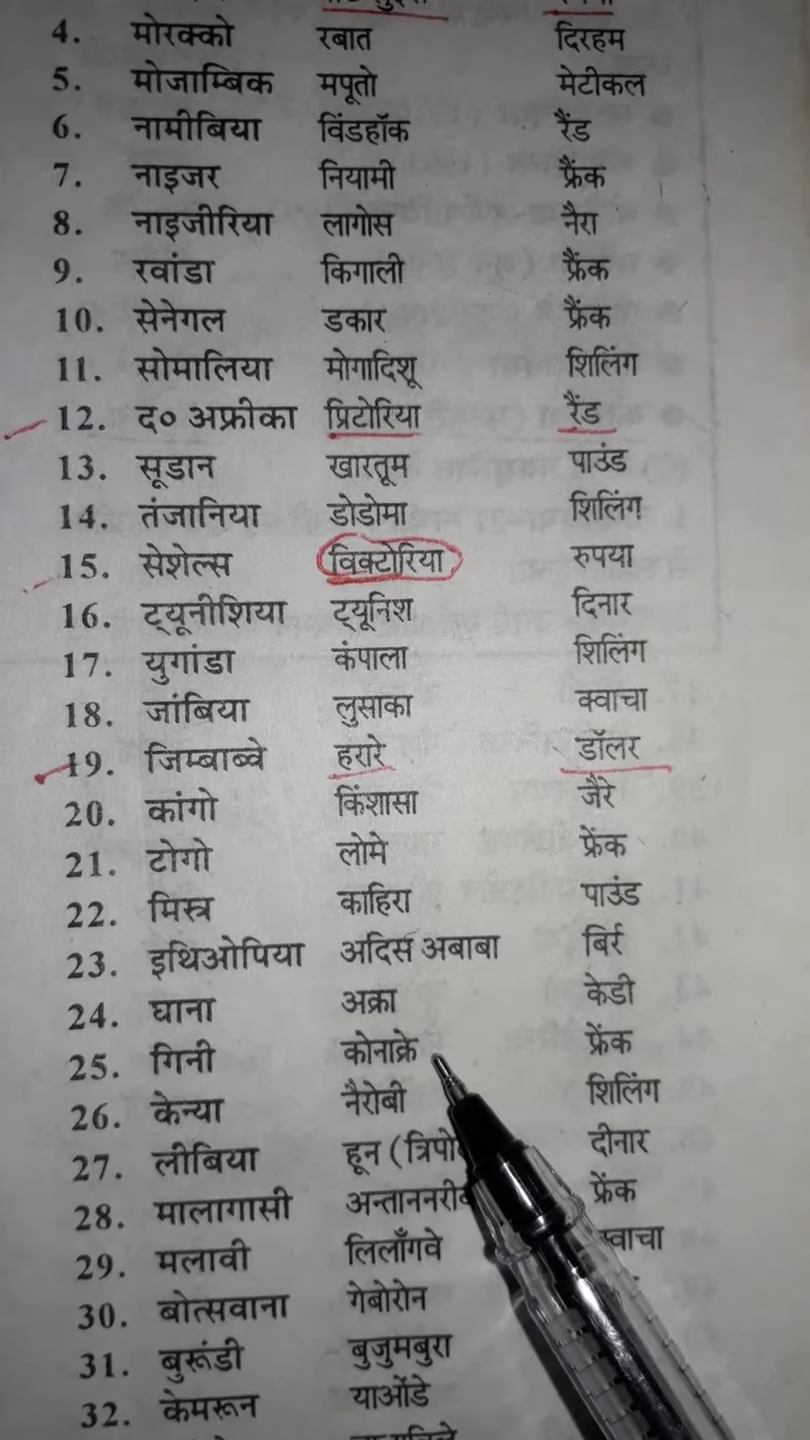 4. मोरक्को रबात दिरहम
5. मोजाम्बिक मपूतो मेटीकल
6. नामीबिया विंडहॉक रैंड
7. नाइजर नियामी फ्रैंक
8. नाइजीरिया लागोस नैरा
9. रवांडा किगाली फ्रैंक
10. सेनेगल डकार फ्रैंक
11. सोमालिया मोगादिशू शिलिंग
12. द० अफ्रीका प्रिटोरिया रैंड
13. सूडान खारतूम पाउंड
14. तंजानिया डोडोमा शिलिंग
15. सेशेल्स विक्टोरिया रुपया
16. ट्यूनीशिया ट्यूनिश दिनार
17. युगांडा कंपाला शिलिंग
18. जांबिया लुसाका क्वाचा
19. जिम्बाब्वे हरारे डॉलर
20. कांगो किंशासा जैरे
21. टोगो लोमे फ्रेंक
22. मिस्त्र काहिरा पाउंड
23. इथिओपिया अदिस अबाबा बिर्र
24. घाना अक्रा केडी
25. गिनी कोनाक्रे फ्रेंक
26. केन्या नैरोबी शिलिंग
27. लीबिया हून दीनार
28. मालागासी फ्रेंक
29. मलावी लिलाँगवे
30. बोत्सवाना गेबोरोन
31. बुरूंडी बुजुमबुरा
32. केमरून याओंडे